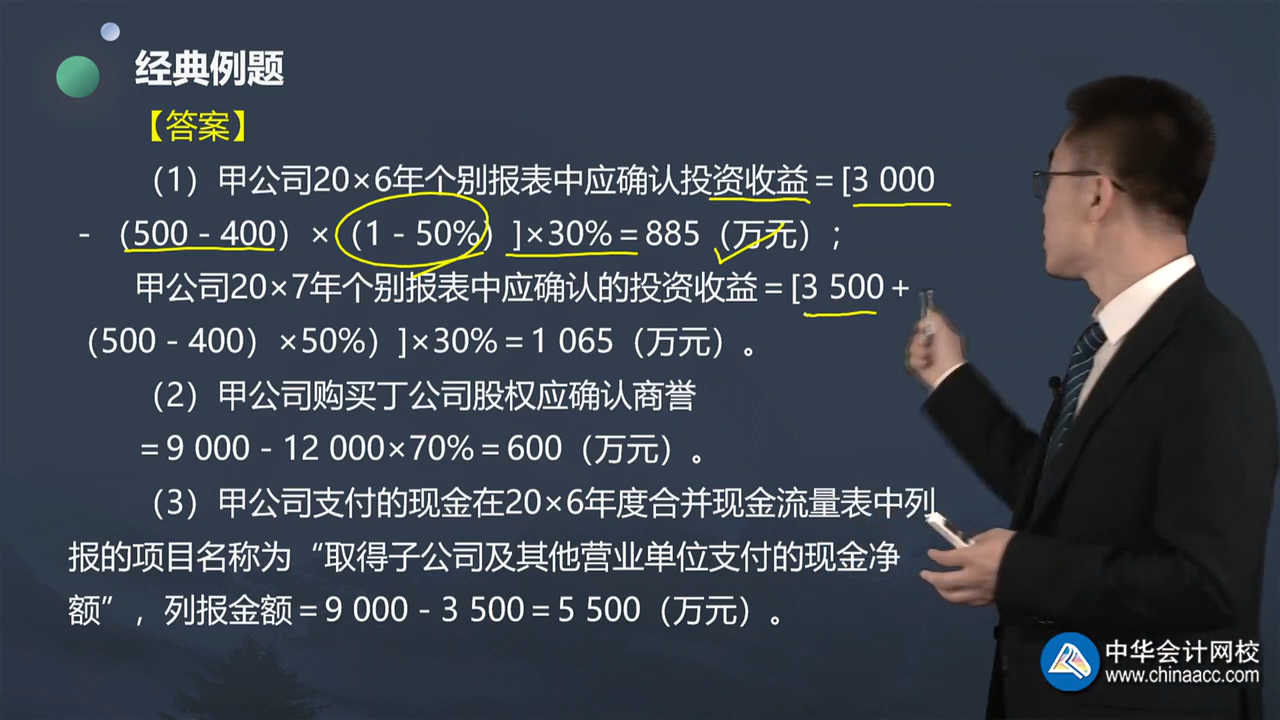 经典例题
【答案】
（1）甲公司20×6年个别报表中应确认投资收益＝[3 000
－（500－400）×（1－50%）]×30%＝885（万元）；
甲公司20×7年个别报表中应确认的投资收益＝[3 500＋
（500－400）×50%）]×30%＝1 065（万元）。
（2）甲公司购买丁公司股权应确认商誉
＝9 000－12 000×70%＝600（万元）。
（3）甲公司支付的现金在20×6年度合并现金流量表中列
报的项目名称为“取得子公司及其他营业单位支付的现金净
额”，列报金额＝9 000－3 500＝5 500（万元）。
中华会计网校
www.chinaacc.com